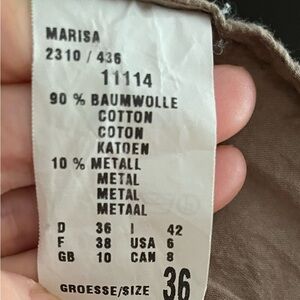 MARISA
2310 / 436
11114
90 % BAUMWOLLE
COTTON
COTON
KATOEN
10 % METALL
METAL
METAL
METAAL
D 36 I 42
F 38 USA 6
GB 10 CAN 8
GROESSE/SIZE 36